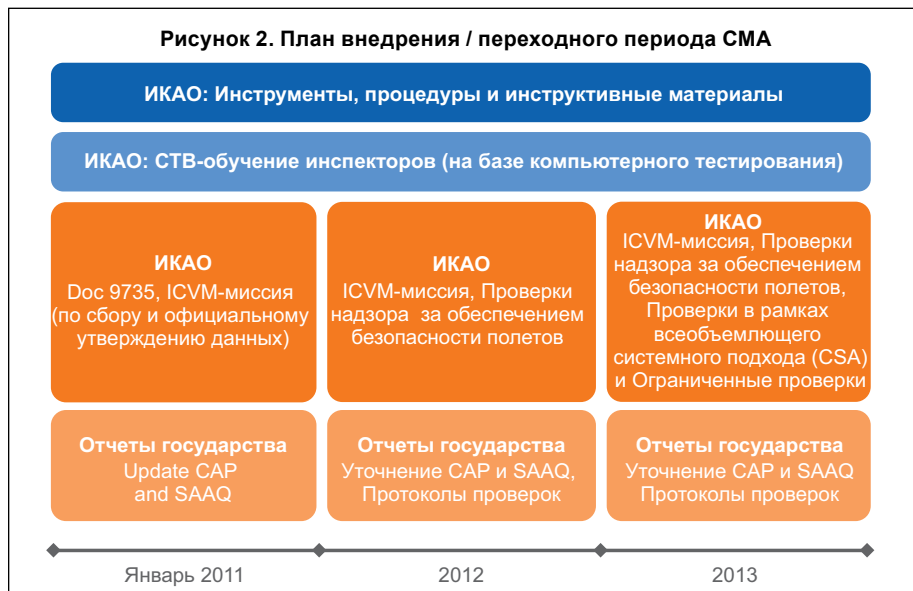 Рисунок 2. План внедрения / переходного периода СМА
ИКАО: Инструменты, процедуры и инструктивные материалы
ИКАО: СТВ-обучение инспекторов (на базе компьютерного тестирования)
ИКАО
Doc 9735, ICVM-миссия
(по сбору и официальному
утверждению данных)
ИКАО
ICVM-миссия, Проверки
надзора за обеспечением
безопасности полетов
ИКАО
ICVM-миссия, Проверки
надзора за обеспечением
безопасности полетов,
Проверки в рамках
всеобъемлющего
системного подхода (CSA)
и Ограниченные проверки
Отчеты государства
Update CAP
and SAAQ
Отчеты государства
Уточнение CAP и SAAQ,
Протоколы проверок
Отчеты государства
Уточнение CAP и SAAQ
Протоколы проверок
Январь 2011
2012
2013